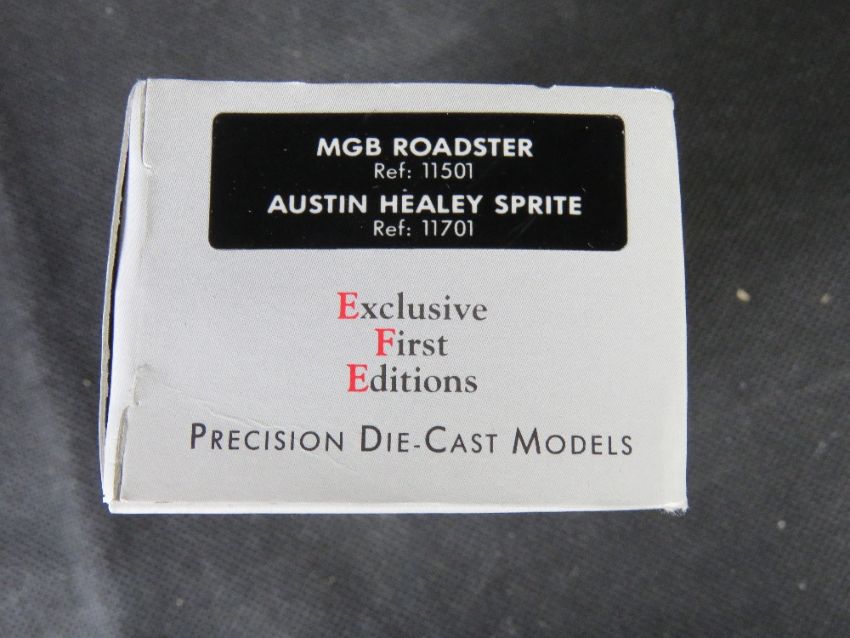 MGB ROADSTER
Ref: 11501
AUSTIN HEALEY SPRITE
Ref: 11701
Exclusive
First
Editions
PRECISION DIE-CAST MODELS